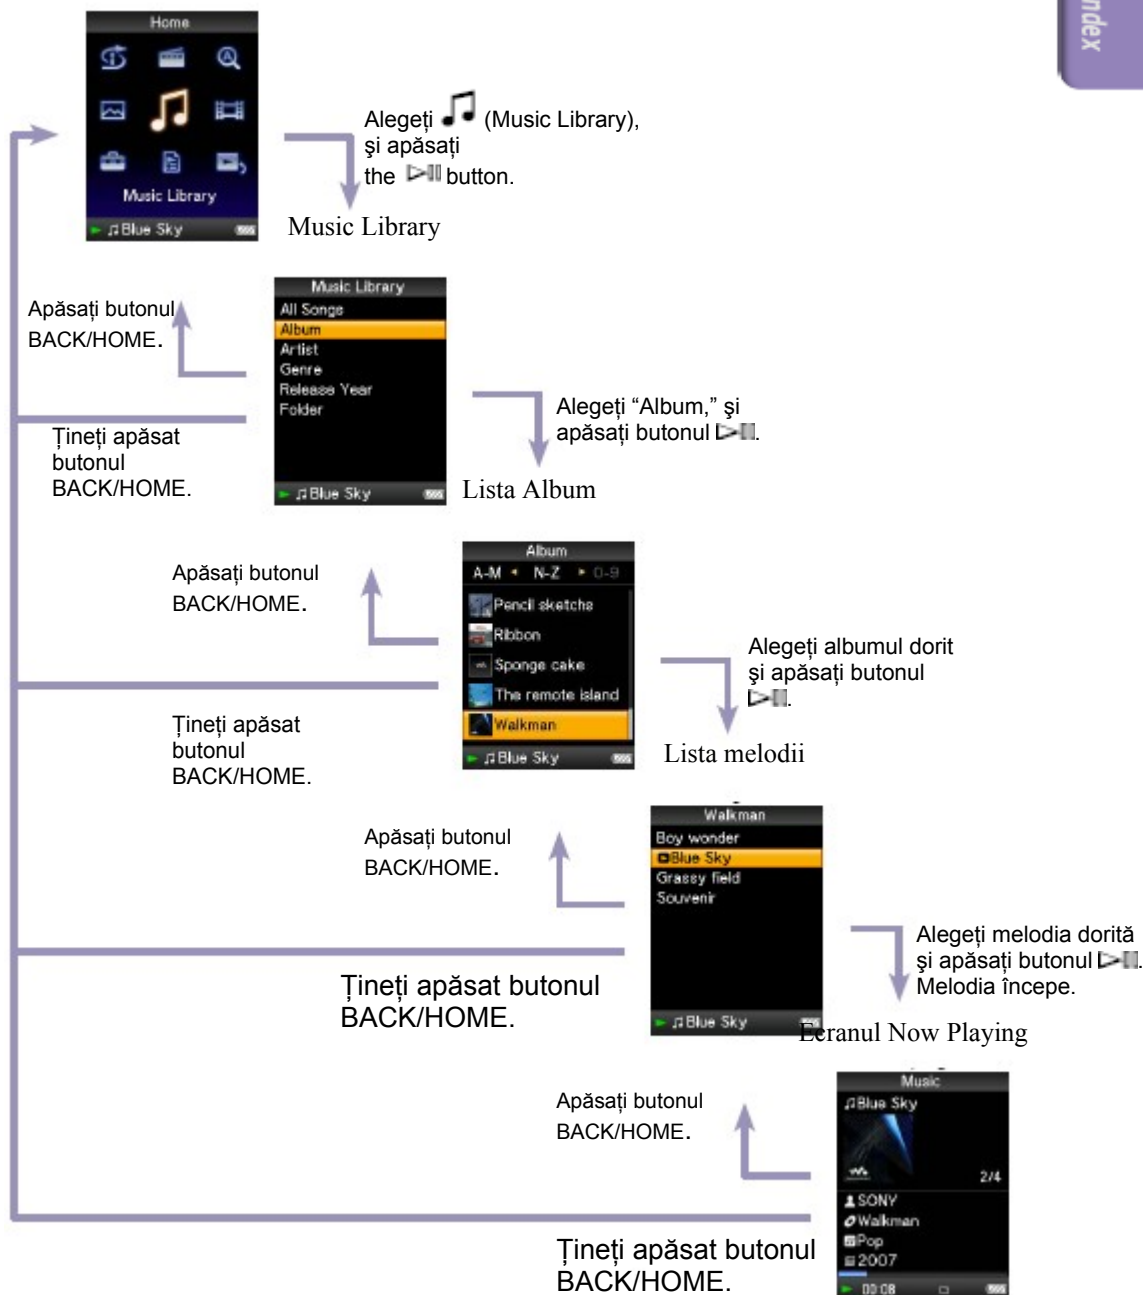 ndex
Home
Music Library
Blue Sky
Alegeți (Music Library),
și apăsați
the button.
Music Library
Apăsați butonul
BACK/HOME.
Music Library
All Songs
Album
Artist
Genre
Release Year
Folder
Blue Sky
Țineți apăsat
butonul
BACK/HOME.
Alegeți “Album,” și
apăsați butonul .
Lista Album
Apăsați butonul
BACK/HOME.
Album
A-M N-Z 0-9
Pencil sketchs
Ribbon
Sponge cake
The remote island
Walkman
Blue Sky
Țineți apăsat
butonul
BACK/HOME.
Alegeți albumul dorit
și apăsați butonul
.
Lista melodii
Apăsați butonul
BACK/HOME.
Walkman
Boy wonder
Blue Sky
Grassy field
Souvenir
Blue Sky
Țineți apăsat butonul
BACK/HOME.
Alegeți melodia dorită
și apăsați butonul .
Melodia începe.
Ecranul Now Playing
Apăsați butonul
BACK/HOME.
Music
Blue Sky
2/4
SONY
Walkman
Pop
2007
00:08
Țineți apăsat butonul
BACK/HOME.